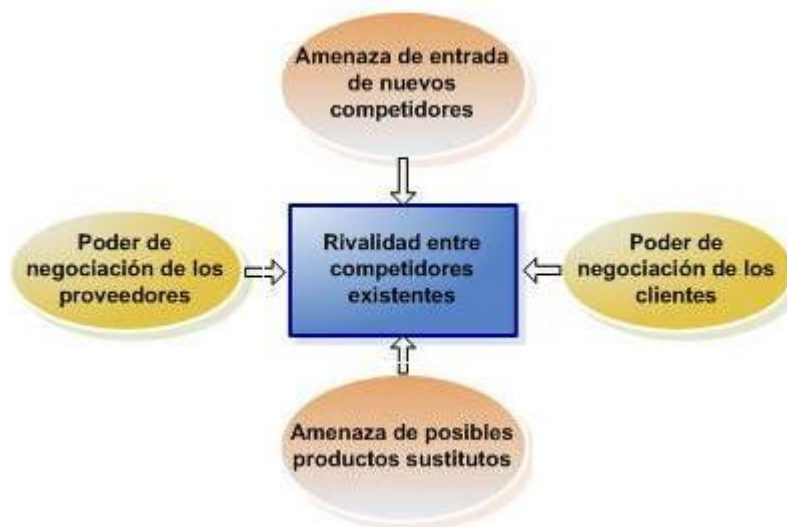 Amenaza de entrada
de nuevos
competidores
Poder de
negociación de los
proveedores
Rivalidad entre
competidores
existentes
Poder de
negociación de los
clientes
Amenaza de posibles
productos sustitutos